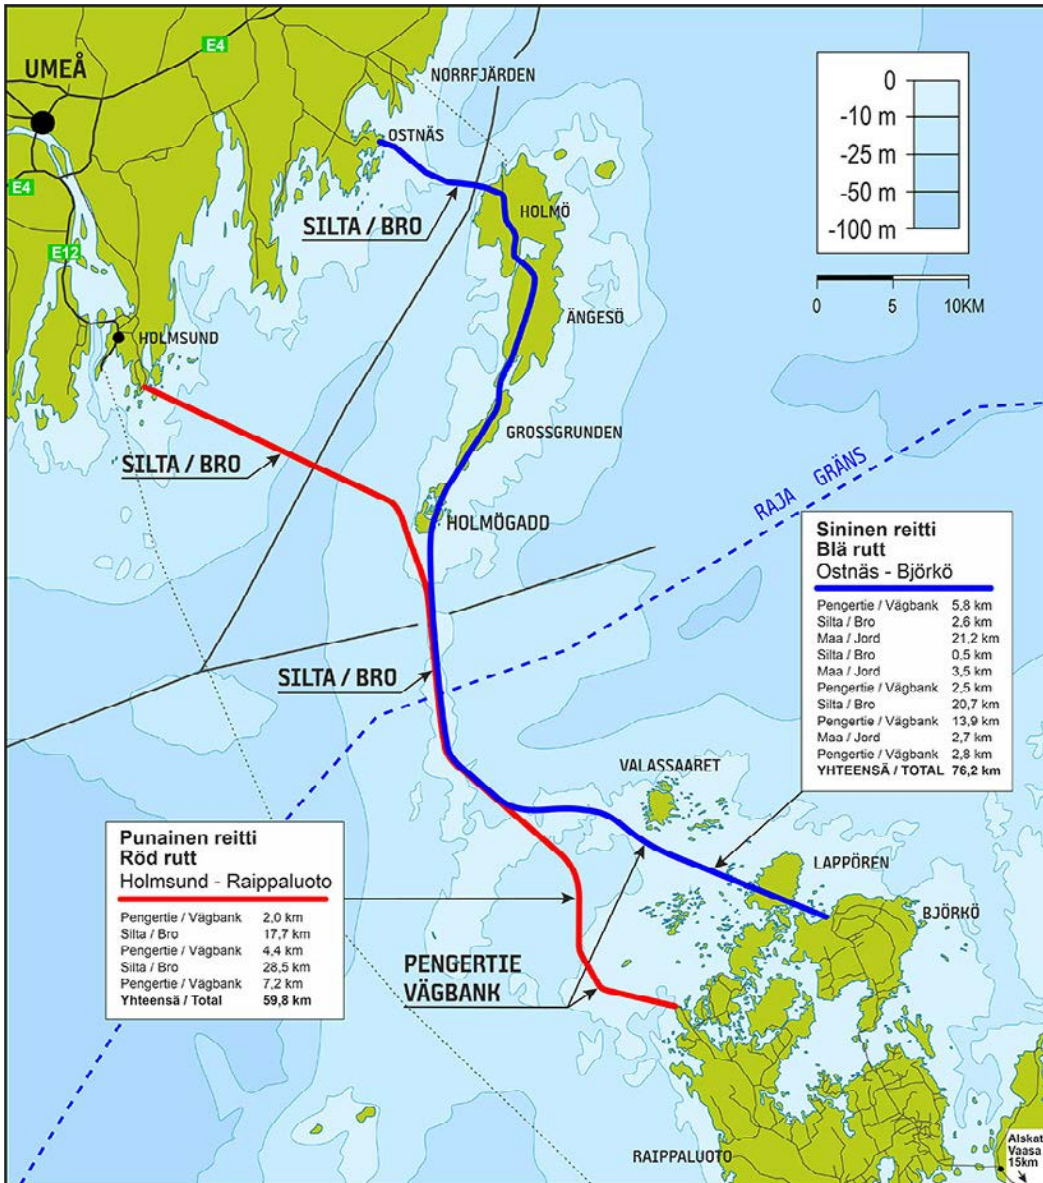 E4
UMEÅ
NORRFJÄRDEN
OSTNÄS
E4
HOLMÖ
SILTA / BRO
E12
ÄNGESÖ
HOLMSUND
0
-10 m
-25 m
-50 m
-100 m
0 5 10KM
GROSSGRUNDEN
SILTA / BRO
HOLMÖGADD
RAJA GRÄNS
Sininen reitti
Blä rutt
Ostnäs - Björkö
Pengertie / Vägbank 5,8 km
Silta / Bro 2,6 km
Maa / Jord 21,2 km
Silta / Bro 0,5 km
Maa / Jord 3,5 km
Pengertie / Vägbank 2,5 km
Silta / Bro 20,7 km
Pengertie / Vägbank 13,9 km
Maa / Jord 2,7 km
Pengertie / Vägbank 2,8 km
YHTEENSÄ / TOTAL 76,2 km
SILTA / BRO
VALASSAARET
LAPPÖREN
BJÖRKÖ
Punainen reitti
Röd rutt
Holmsund - Raippaluoto
Pengertie / Vägbank 2,0 km
Silta / Bro 17,7 km
Pengertie / Vägbank 4,4 km
Silta / Bro 28,5 km
Pengertie / Vägbank 7,2 km
Yhteensä / Total 59,8 km
PENGERTIE
VÄGBANK
RAIPPALUOTO
Alskat
Vaasa
15km